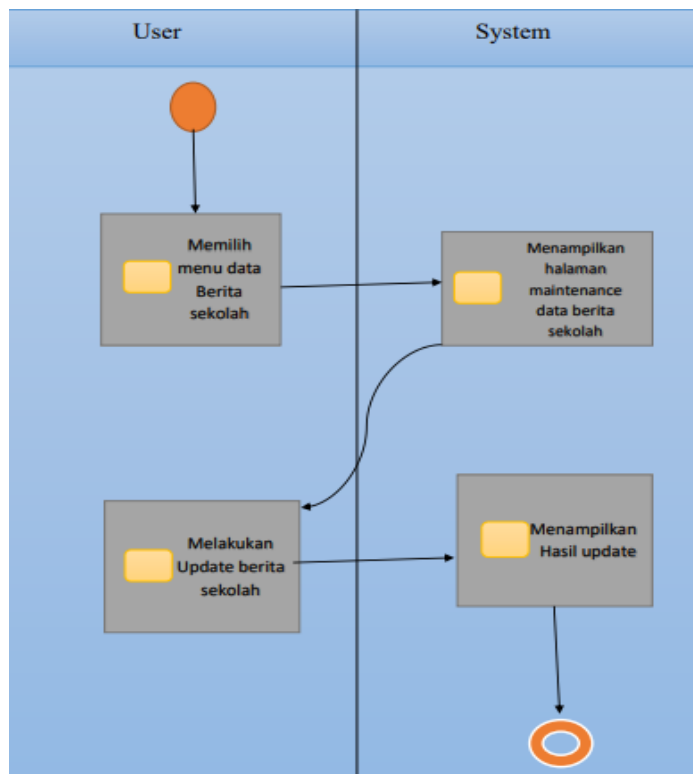 User
System
Memilih
menu data
Berita
sekolah
Menampilkan
halaman
maintenance
data berita
sekolah
Melakukan
Update berita
sekolah
Menampilkan
Hasil update